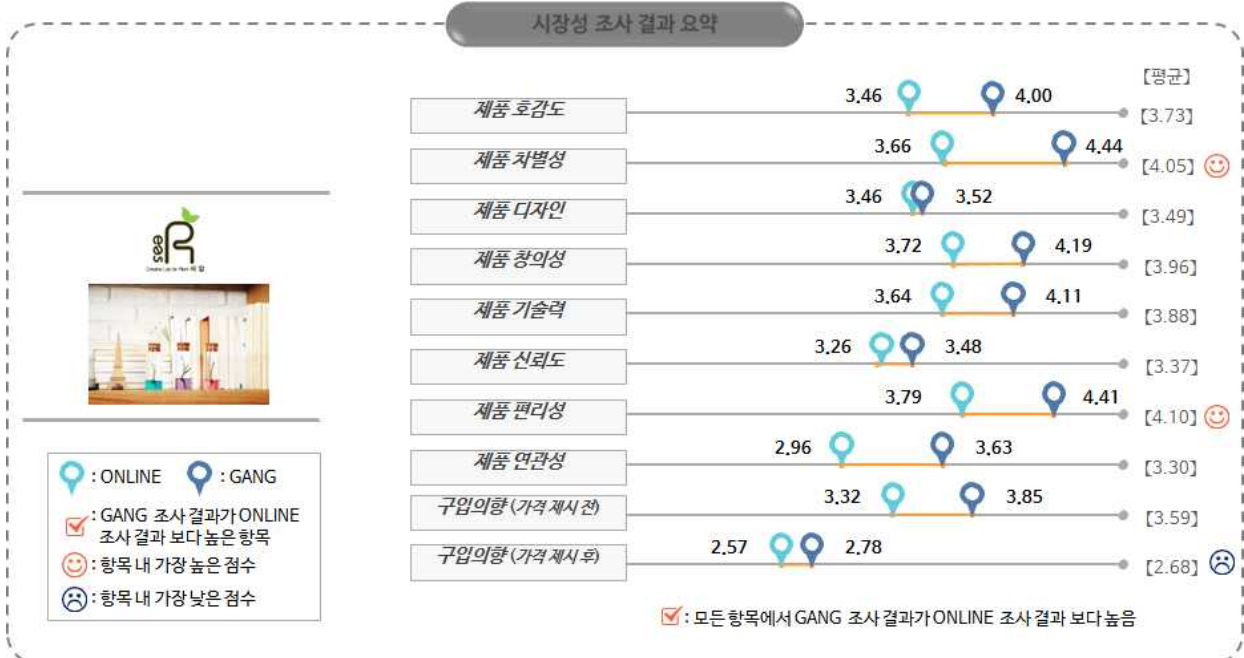 시장성 조사 결과 요약
【평균】
제품 호감도 3.46 4.00 【3.73】
제품 차별성 3.66 4.44 【4.05】
제품 디자인 3.46 3.52 【3.49】
제품 창의성 3.72 4.19 【3.96】
제품 기술력 3.64 4.11 【3.88】
제품 신뢰도 3.26 3.48 【3.37】
제품 편리성 3.79 4.41 【4.10】
제품 연관성 2.96 3.63 【3.30】
구입의향 (가격 제시 전) 3.32 3.85 【3.59】
구입의향 (가격 제시 후) 2.57 2.78 【2.68】
see
R
: ONLINE : GANG
: GANG 조사 결과가 ONLINE
조사 결과 보다 높은 항목
: 항목 내 가장 높은 점수
: 항목 내 가장 낮은 점수
: 모든 항목에서 GANG 조사 결과가 ONLINE 조사 결과 보다 높음